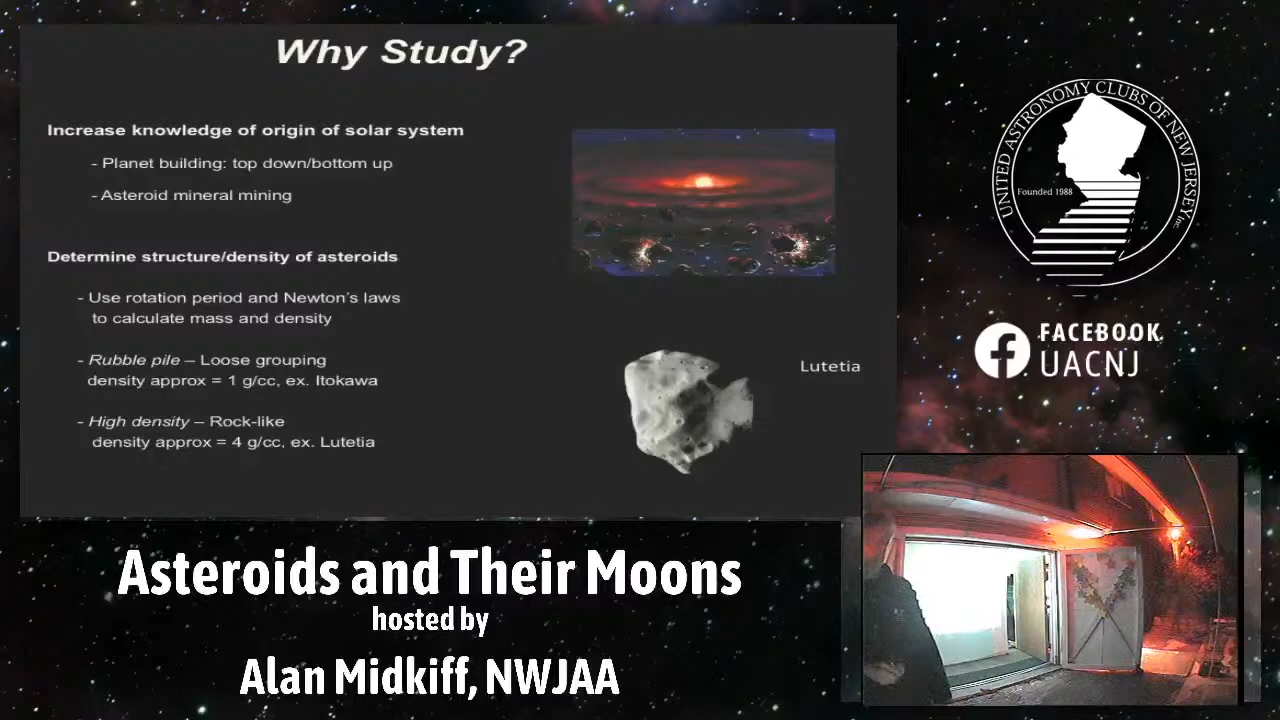 Why Study?
Increase knowledge of origin of solar system
- Planet building: top down/bottom up
- Asteroid mineral mining
Determine structure/density of asteroids
- Use rotation period and Newton's laws
to calculate mass and density
- Rubble pile – Loose grouping
density approx = 1 g/cc, ex. Itokawa
- High density – Rock-like
density approx = 4 g/cc, ex. Lutetia
Lutetia
UNITED ASTRONOMY CLUBS OF NEW JERSEY, Inc.
Founded 1988
FACEBOOK
UACNJ
Asteroids and Their Moons
hosted by
Alan Midkiff, NWJAA